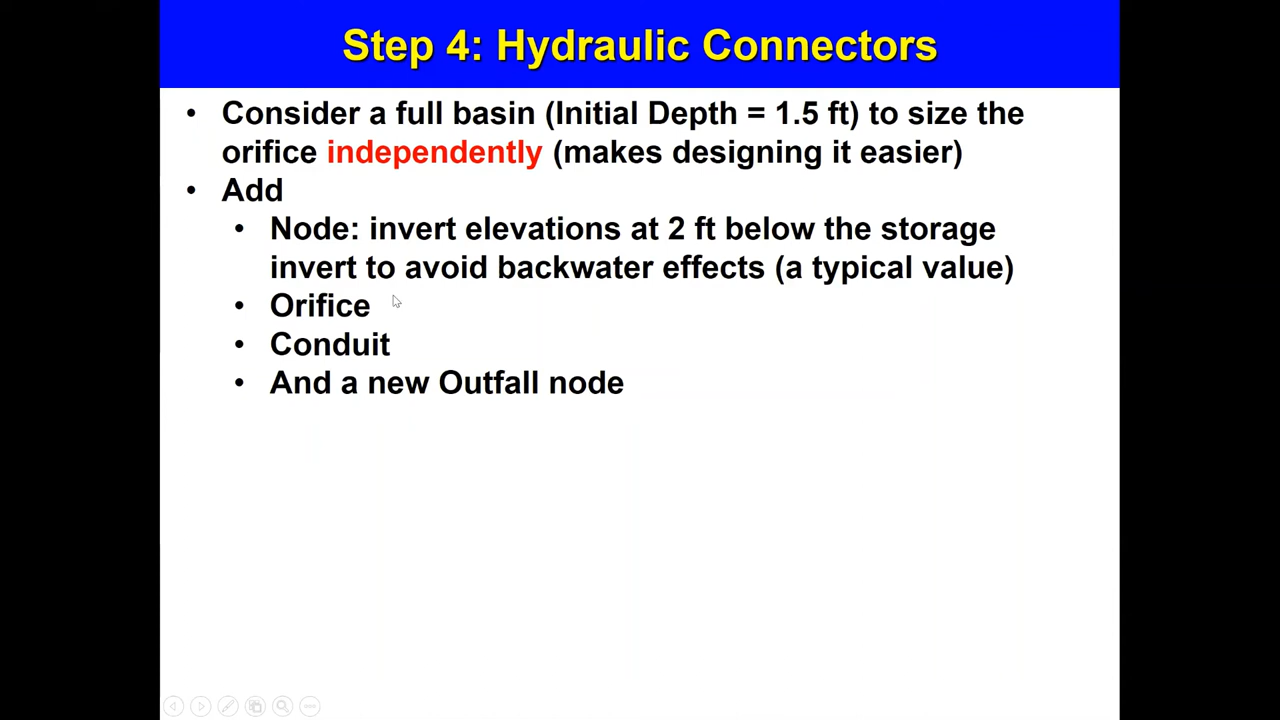 Step 4: Hydraulic Connectors
• Consider a full basin (Initial Depth = 1.5 ft) to size the
orifice independently (makes designing it easier)
• Add
• Node: invert elevations at 2 ft below the storage
invert to avoid backwater effects (a typical value)
• Orifice
• Conduit
• And a new Outfall node